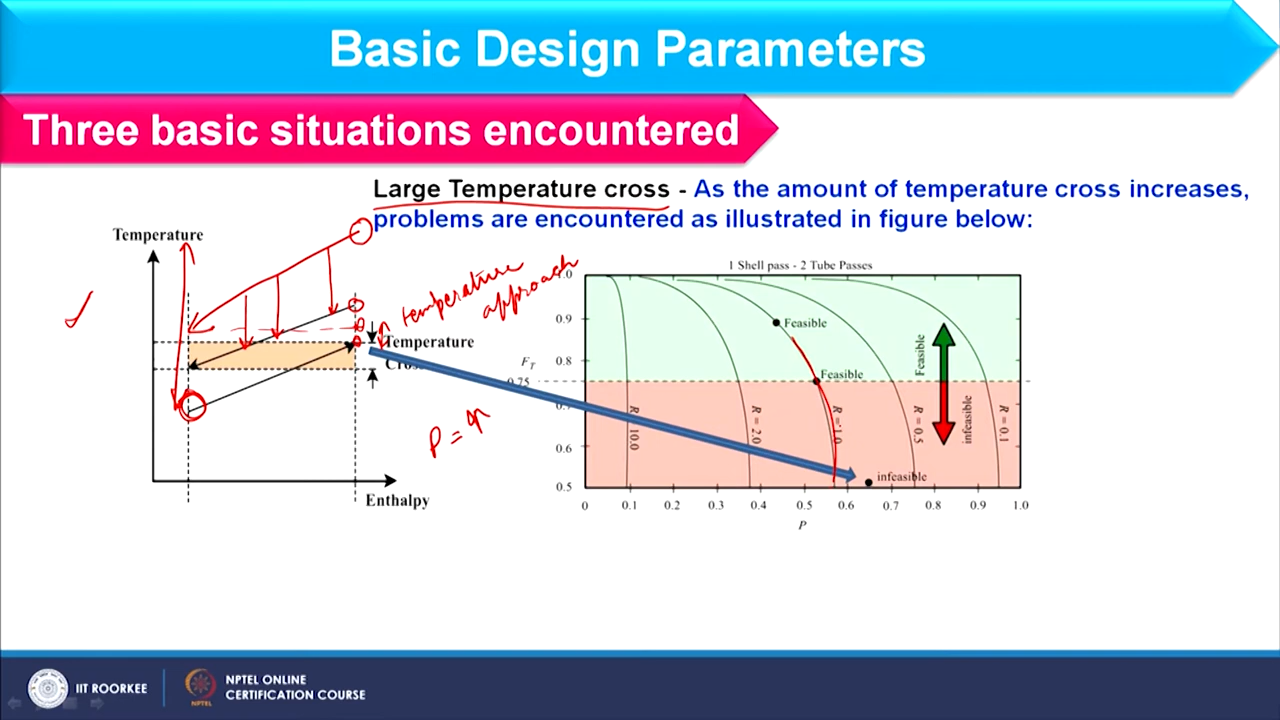 Basic Design Parameters
Three basic situations encountered
Large Temperature cross - As the amount of temperature cross increases,
problems are encountered as illustrated in figure below:
Temperature
temperature
approach
Temperature
Enthalpy
P =
1 Shell pass - 2 Tube Passes
1.0
0.9
0.8
0.75
0.7
0.6
0.5
F_T
Feasible
Feasible
infeasible
R = 10.0
R = 2.0
R = 1.0
R = 0.5
R = 0.1
Feasible
infeasible
0 0.1 0.2 0.3 0.4 0.5 0.6 0.7 0.8 0.9 1.0
P
IIT ROORKEE
NPTEL
NPTEL ONLINE
CERTIFICATION COURSE